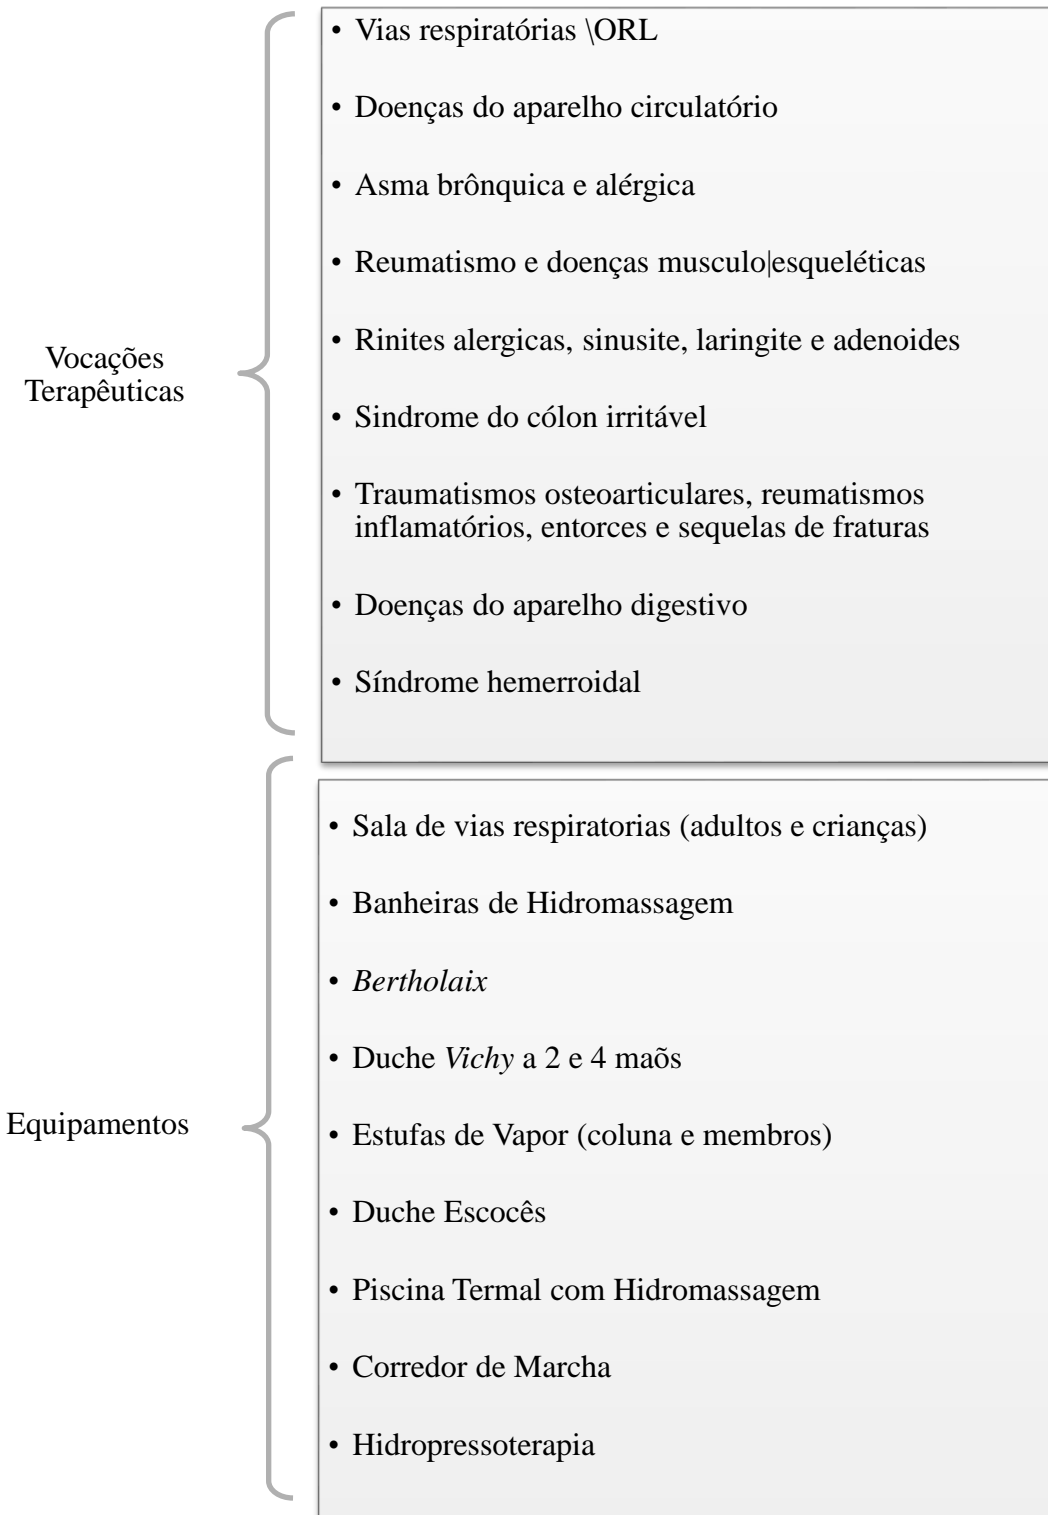 Vocações
Terapêuticas
• Vias respiratórias \ORL
• Doenças do aparelho circulatório
• Asma brônquica e alérgica
• Reumatismo e doenças musculo|esqueléticas
• Rinites alergicas, sinusite, laringite e adenoides
• Sindrome do cólon irritável
• Traumatismos osteoarticulares, reumatismos
inflamatórios, entorces e sequelas de fraturas
• Doenças do aparelho digestivo
• Síndrome hemerroidal
Equipamentos
• Sala de vias respiratorias (adultos e crianças)
• Banheiras de Hidromassagem
• Bertholaix
• Duche Vichy a 2 e 4 maõs
• Estufas de Vapor (coluna e membros)
• Duche Escocês
• Piscina Termal com Hidromassagem
• Corredor de Marcha
• Hidropressoterapia